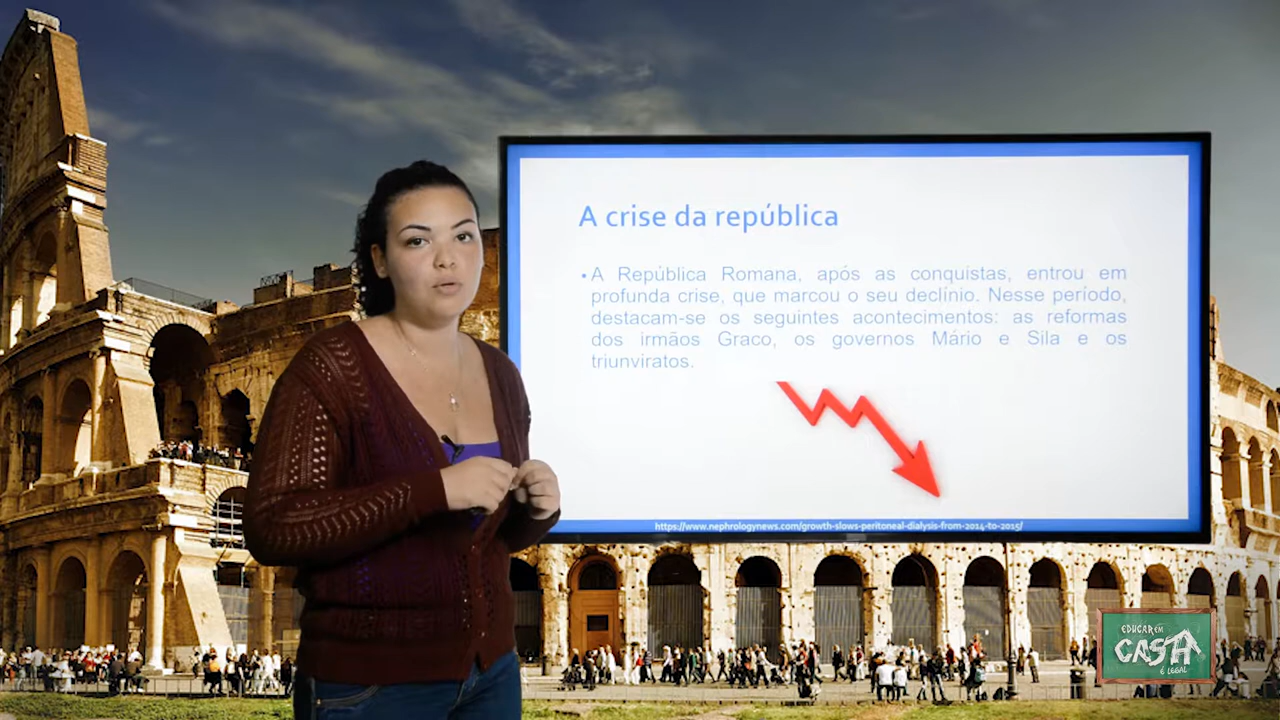 A crise da república
• A República Romana, após as conquistas, entrou em
profunda crise, que marcou o seu declínio. Nesse período,
destacam-se os seguintes acontecimentos: as reformas
dos irmãos Graco, os governos Mário e Sila e os
triunviratos.
https://www.nephrologynews.com/growth-slows-peritoneal-dialysis-from-2014-to-2015/
EDUCAR EM
CASA
É LEGAL